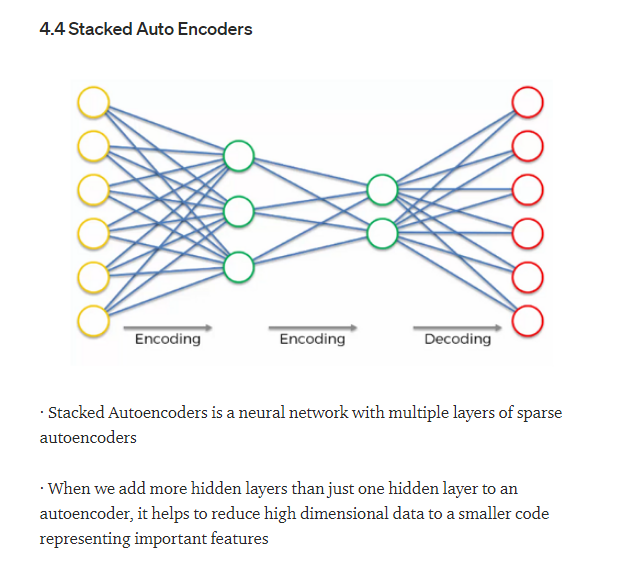 4.4 Stacked Auto Encoders
Encoding
Encoding
Decoding
· Stacked Autoencoders is a neural network with multiple layers of sparse
autoencoders
· When we add more hidden layers than just one hidden layer to an
autoencoder, it helps to reduce high dimensional data to a smaller code
representing important features